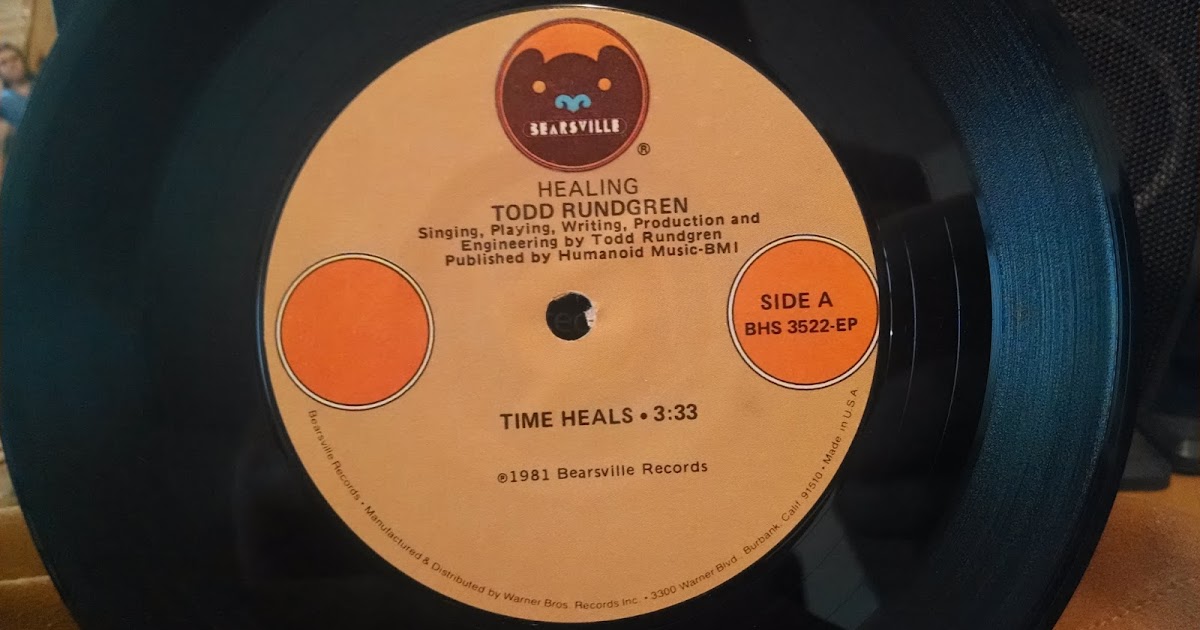 BEARSVILLE
®
HEALING
TODD RUNDGREN
Singing, Playing, Writing, Production and
Engineering by Todd Rundgren
Published by Humanoid Music-BMI
SIDE A
BHS 3522-EP
TIME HEALS • 3:33
℗1981 Bearsville Records
Bearsville Records • Manufactured & Distributed by Warner Bros. Records Inc. • 3300 Warner Blvd. Burbank, Calif. 91510 • Made in U.S.A.